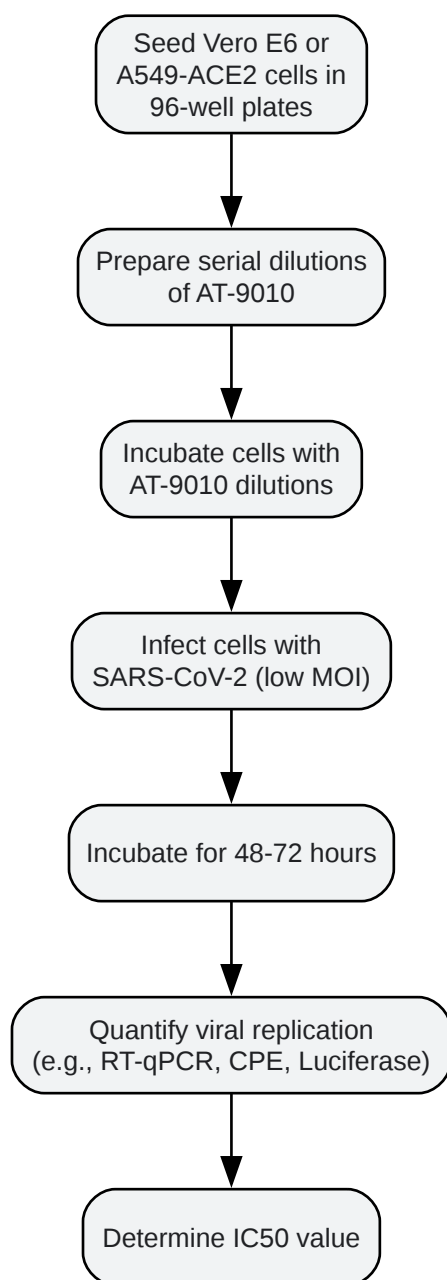 Seed Vero E6 or
A549-ACE2 cells in
96-well plates
Prepare serial dilutions
of AT-9010
Incubate cells with
AT-9010 dilutions
Infect cells with
SARS-CoV-2 (low MOI)
Incubate for 48-72 hours
Quantify viral replication
(e.g., RT-qPCR, CPE, Luciferase)
Determine IC50 value